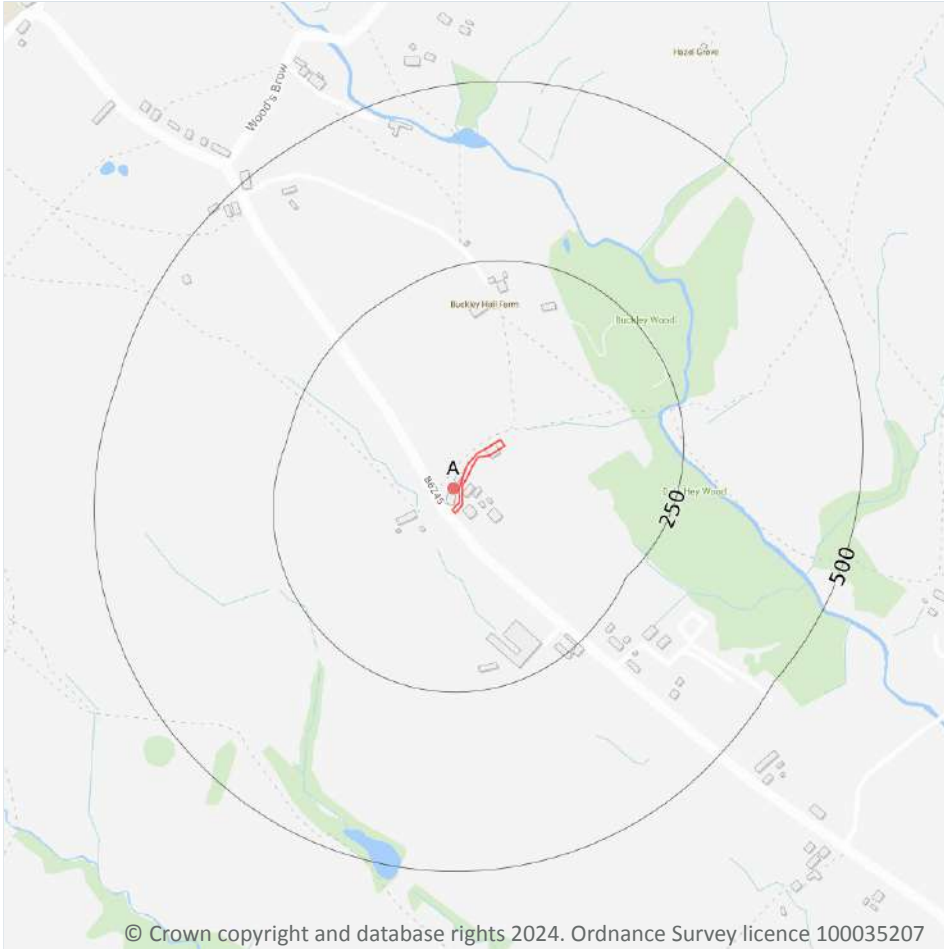 Hazel Grove
Wood's Brow
Buckley Hall Farm
Buckley Wood
A
B6245
Hey Wood
250
500
© Crown copyright and database rights 2024. Ordnance Survey licence 100035207